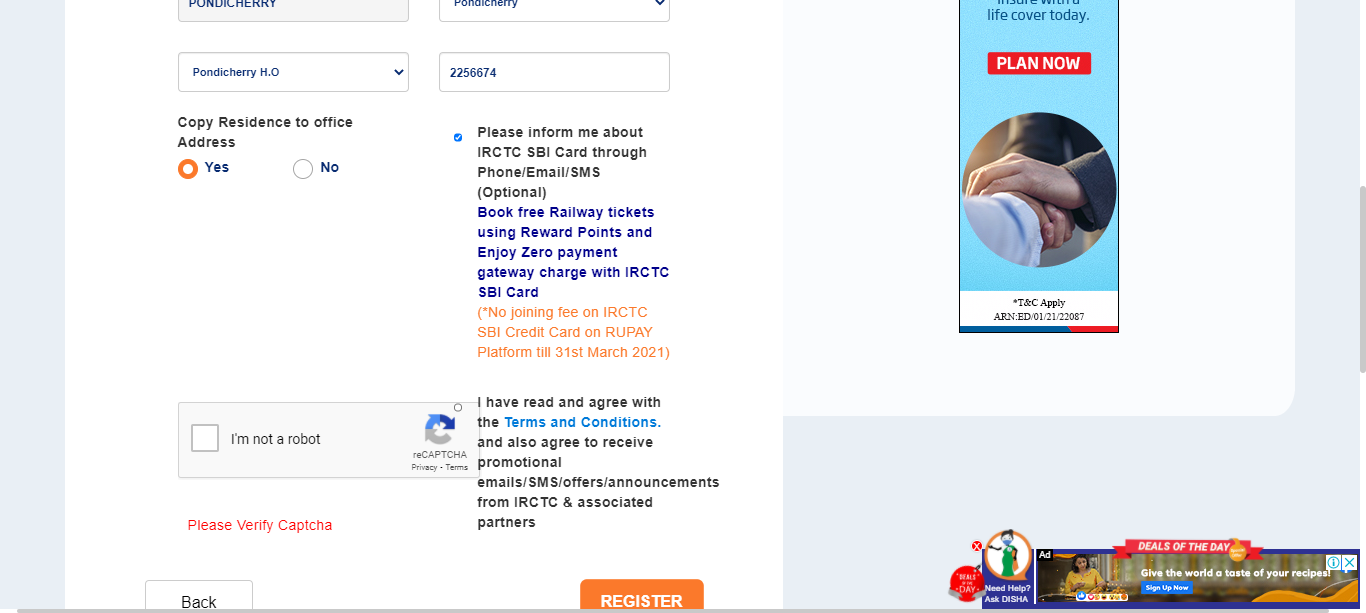 PONDICHERRY
Pondicherry
Pondicherry H.O
2256674
Copy Residence to office
Address
Yes
No
Please inform me about
IRCTC SBI Card through
Phone/Email/SMS
(Optional)
Book free Railway tickets
using Reward Points and
Enjoy Zero payment
gateway charge with IRCTC
SBI Card
(*No joining fee on IRCTC
SBI Credit Card on RUPAY
Platform till 31st March 2021)
I'm not a robot
reCAPTCHA
Privacy - Terms
I have read and agree with
the Terms and Conditions.
and also agree to receive
promotional
emails/SMS/offers/announcements
from IRCTC & associated
partners
Please Verify Captcha
Back
REGISTER
insure with a
life cover today.
PLAN NOW
*T&C Apply
ARN:ED/01/21/22087
DEALS
OF THE
DAY
Need Help?
Ask DISHA
Ad
DEALS OF THE DAY
Give the world a taste of your recipes!
Sign Up Now